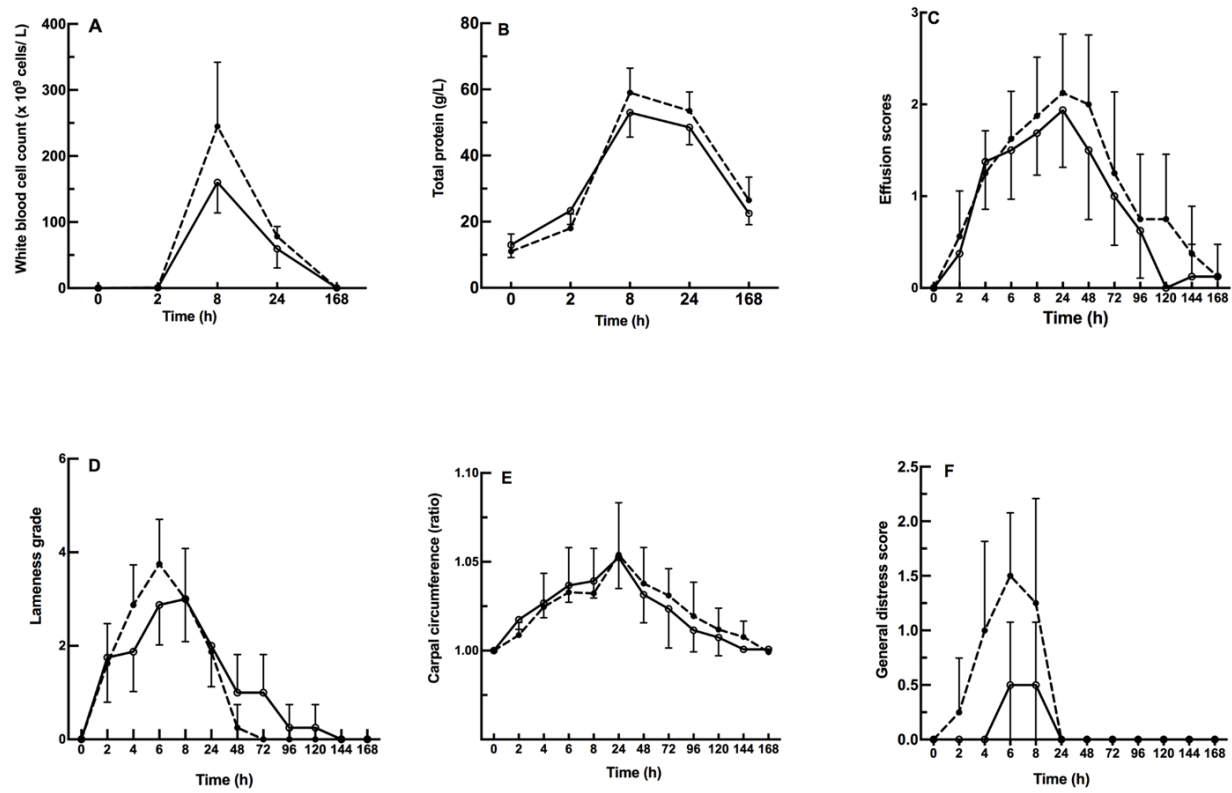 A
White blood cell count (x 10⁹ cells/ L)
400
300
200
100
0
0 2 8 24 168
Time (h)
B
Total protein (g/L)
80
60
40
20
0
0 2 8 24 168
Time (h)
C
Effusion scores
3
2
1
0
0 2 4 6 8 24 48 72 96 120 144 168
Time (h)
D
Lameness grade
6
4
2
0
0 2 4 6 8 24 48 72 96 120 144 168
Time (h)
E
Carpal circumference (ratio)
1.10
1.05
1.00
0 2 4 6 8 24 48 72 96 120 144 168
Time (h)
F
General distress score
2.5
2.0
1.5
1.0
0.5
0.0
0 2 4 6 8 24 48 72 96 120 144 168
Time (h)